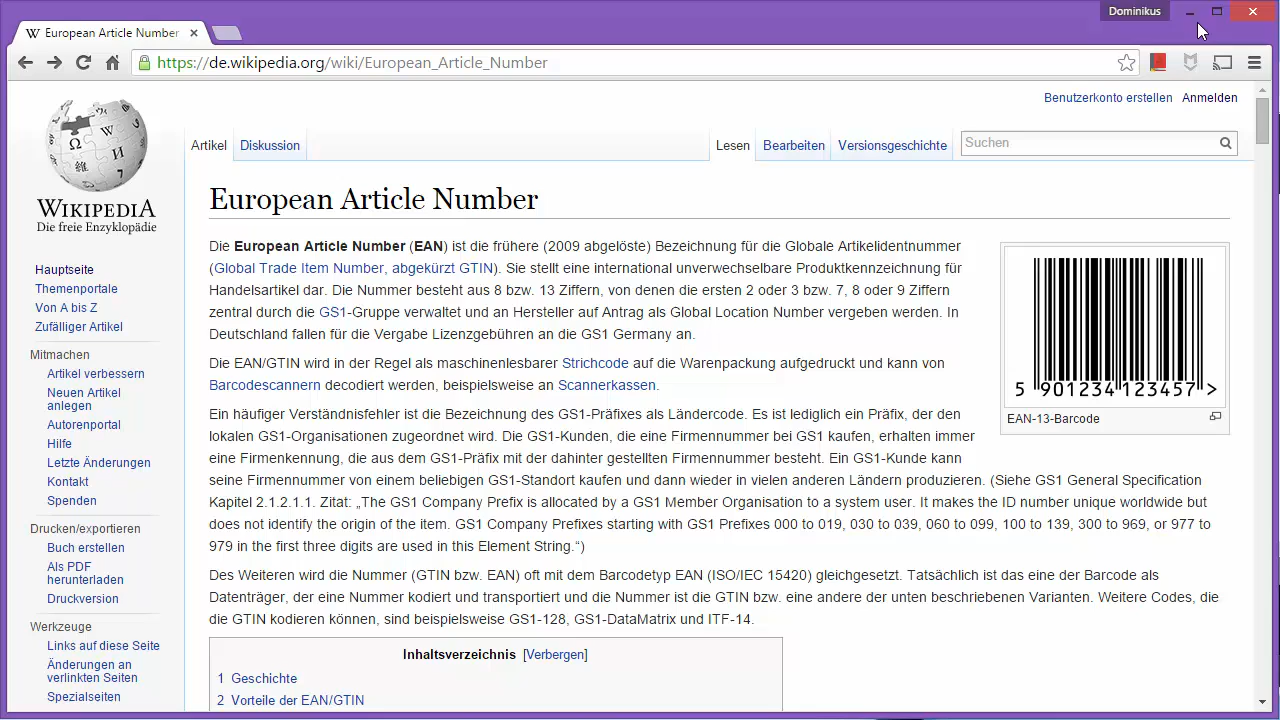 Dominikus
European Article Number
https://de.wikipedia.org/wiki/European_Article_Number
Benutzerkonto erstellen Anmelden
Artikel Diskussion Lesen Bearbeiten Versionsgeschichte Suchen
WIKIPEDIA
Die freie Enzyklopädie
Hauptseite
Themenportale
Von A bis Z
Zufälliger Artikel
Mitmachen
Artikel verbessern
Neuen Artikel
anlegen
Autorenportal
Hilfe
Letzte Änderungen
Kontakt
Spenden
Drucken/exportieren
Buch erstellen
Als PDF
herunterladen
Druckversion
Werkzeuge
Links auf diese Seite
Änderungen an
verlinkten Seiten
Spezialseiten
European Article Number
Die European Article Number (EAN) ist die frühere (2009 abgelöste) Bezeichnung für die Globale Artikelidentnummer
(Global Trade Item Number, abgekürzt GTIN). Sie stellt eine international unverwechselbare Produktkennzeichnung für
Handelsartikel dar. Die Nummer besteht aus 8 bzw. 13 Ziffern, von denen die ersten 2 oder 3 bzw. 7, 8 oder 9 Ziffern
zentral durch die GS1-Gruppe verwaltet und an Hersteller auf Antrag als Global Location Number vergeben werden. In
Deutschland fallen für die Vergabe Lizenzgebühren an die GS1 Germany an.
Die EAN/GTIN wird in der Regel als maschinenlesbarer Strichcode auf die Warenpackung aufgedruckt und kann von
Barcodescannern decodiert werden, beispielsweise an Scannerkassen.
Ein häufiger Verständnisfehler ist die Bezeichnung des GS1-Präfixes als Ländercode. Es ist lediglich ein Präfix, der den
lokalen GS1-Organisationen zugeordnet wird. Die GS1-Kunden, die eine Firmennummer bei GS1 kaufen, erhalten immer
eine Firmenkennung, die aus dem GS1-Präfix mit der dahinter gestellten Firmennummer besteht. Ein GS1-Kunde kann
seine Firmennummer von einem beliebigen GS1-Standort kaufen und dann wieder in vielen anderen Ländern produzieren. (Siehe GS1 General Specification
Kapitel 2.1.2.1.1. Zitat: „The GS1 Company Prefix is allocated by a GS1 Member Organisation to a system user. It makes the ID number unique worldwide but
does not identify the origin of the item. GS1 Company Prefixes starting with GS1 Prefixes 000 to 019, 030 to 039, 060 to 099, 100 to 139, 300 to 969, or 977 to
979 in the first three digits are used in this Element String.“)
Des Weiteren wird die Nummer (GTIN bzw. EAN) oft mit dem Barcodetyp EAN (ISO/IEC 15420) gleichgesetzt. Tatsächlich ist das eine der Barcode als
Datenträger, der eine Nummer kodiert und transportiert und die Nummer ist die GTIN bzw. eine andere der unten beschriebenen Varianten. Weitere Codes, die
die GTIN kodieren können, sind beispielsweise GS1-128, GS1-DataMatrix und ITF-14.
5 901234 123457 >
EAN-13-Barcode
Inhaltsverzeichnis [Verbergen]
1 Geschichte
2 Vorteile der EAN/GTIN